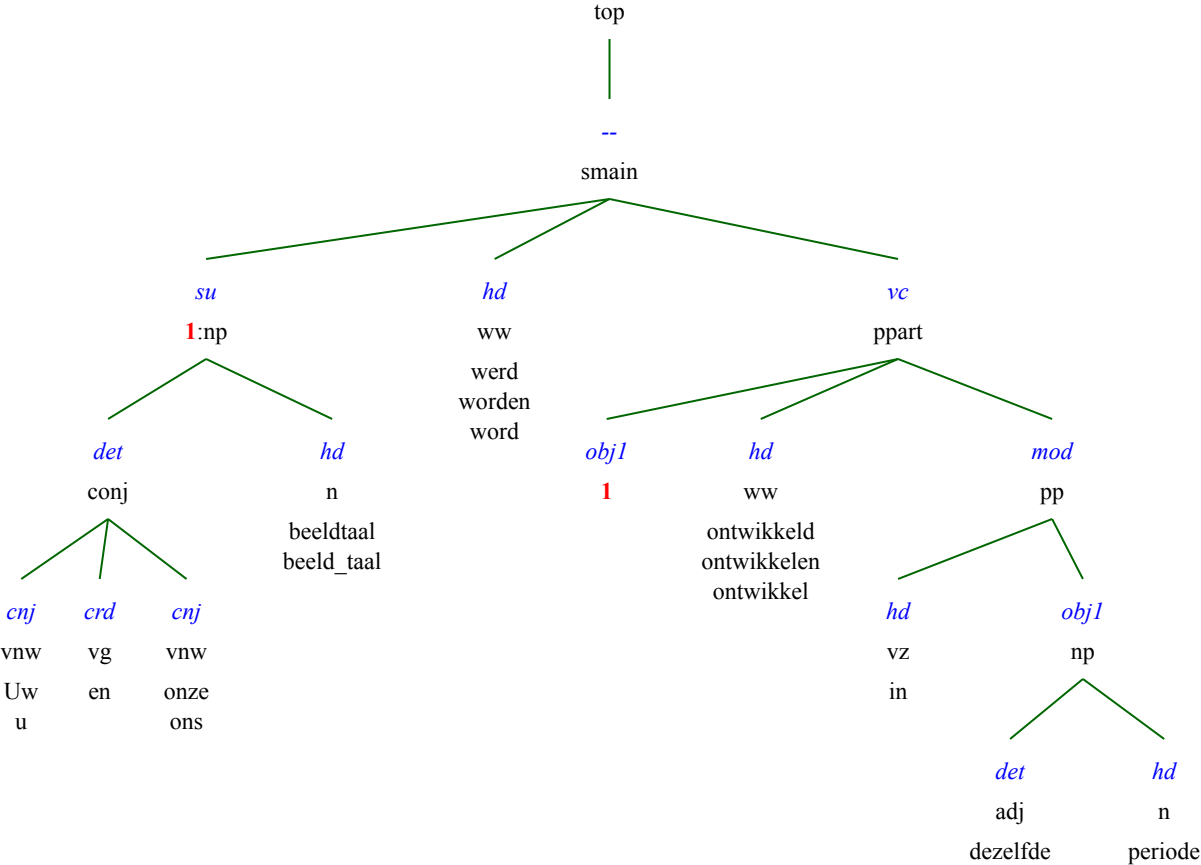 top
--
smain
su hd vc
1:np ww ppart
werd
worden
word
det hd obj1 hd mod
conj n 1 ww pp
beeldtaal ontwikkeld
beeld_taal ontwikkelen
ontwikkel
cnj crd cnj hd obj1
vnw vg vnw vz np
Uw en onze in
u ons
det hd
adj n
dezelfde periode